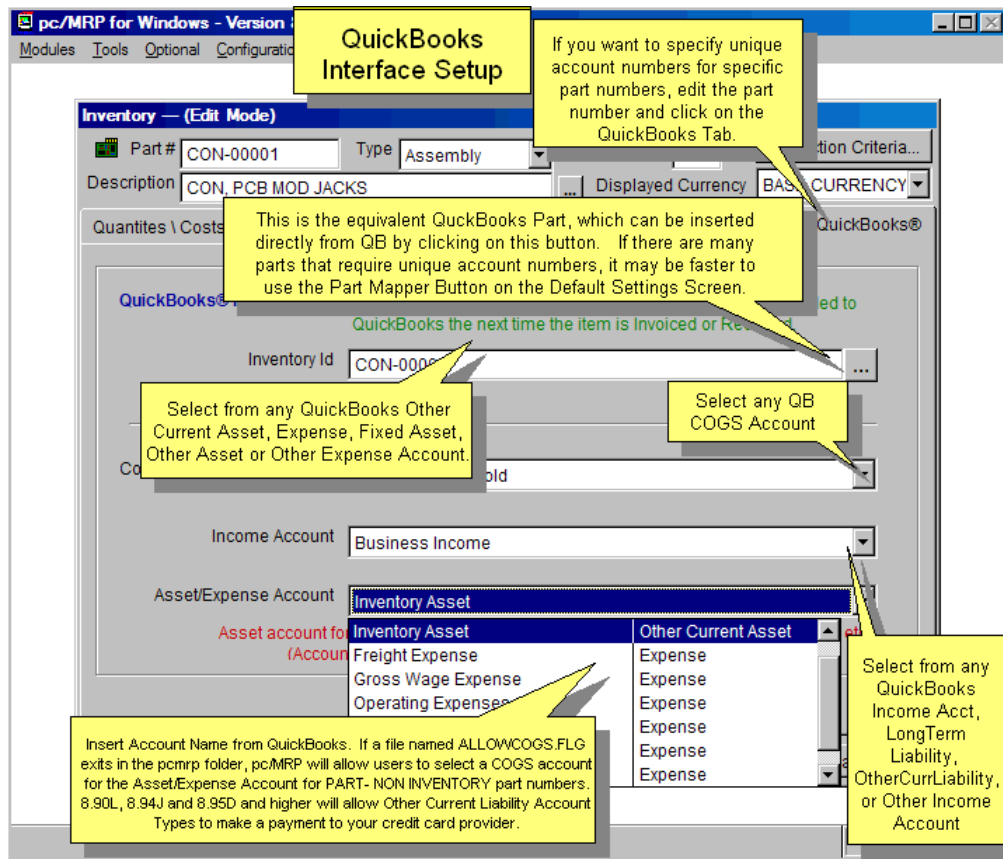 pc/MRP for Windows - Version
Modules Tools Optional
QuickBooks
Interface Setup
If you want to specify unique
account numbers for specific
part numbers, edit the part
number and click on the
QuickBooks Tab.
Inventory — (Edit Mode)
Part # CON-00001 Type Assembly Criteria...
Description CON, PCB MOD JACKS ... Displayed Currency CURRENCY
Quantites \ Costs QuickBooks®
This is the equivalent QuckBooks Part, which can be inserted
directly from QB by clicking on this button. If there are many
parts that require unique account numbers, it may be faster to
use the Part Mapper Button on the Default Settings Screen.
QuickBooks® to
QuickBooks the next time the item is Invoiced or
Inventory Id CON-000 ...
Select from any QuickBooks Other
Current Asset, Expense, Fixed Asset,
Other Asset or Other Expense Account.
Select any QB
COGS Account
Income Account Business Income
Asset/Expense Account Inventory Asset
Asset account
Inventory Asset Other Current Asset
Freight Expense Expense
Gross Wage Expense Expense
Operating Expenses Expense
Expense
Expense
Expense
Select from any
QuickBooks
Income Acct,
LongTerm
Liability,
OtherCurrLiability,
or Other Income
Account
Insert Account Name from QuickBooks. If a file named ALLOWCOGS.FLG
exits in the pcmrp folder, pc/MRP will allow users to select a COGS account
for the Asset/Expense Account for PART- NON INVENTORY part numbers.
8.90L, 8.94J and 8.95D and higher will allow Other Current Liability Account
Types to make a payment to your credit card provider.